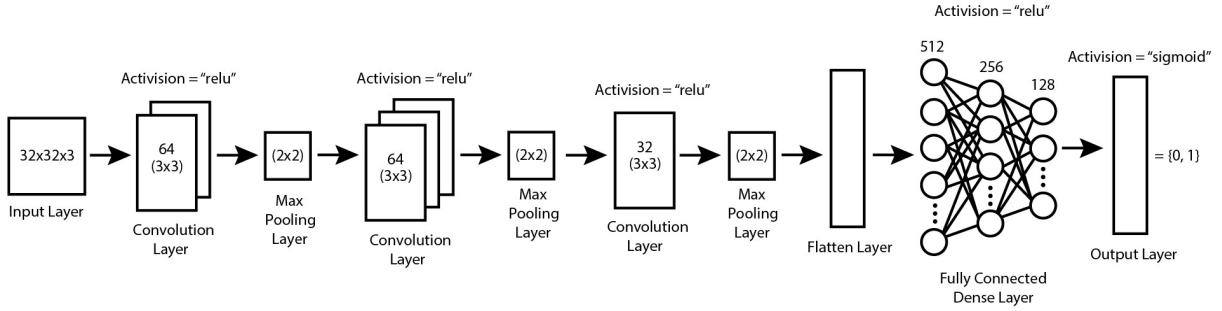 32x32x3
Input Layer
Activision = “relu”
64
(3x3)
Convolution
Layer
(2x2)
Max
Pooling
Layer
Activision = “relu”
64
(3x3)
Convolution
Layer
(2x2)
Max
Pooling
Layer
Activision = “relu”
32
(3x3)
Convolution
Layer
(2x2)
Max
Pooling
Layer
Flatten Layer
Activision = “relu”
512
256
128
Fully Connected
Dense Layer
Activision = “sigmoid”
= {0, 1}
Output Layer